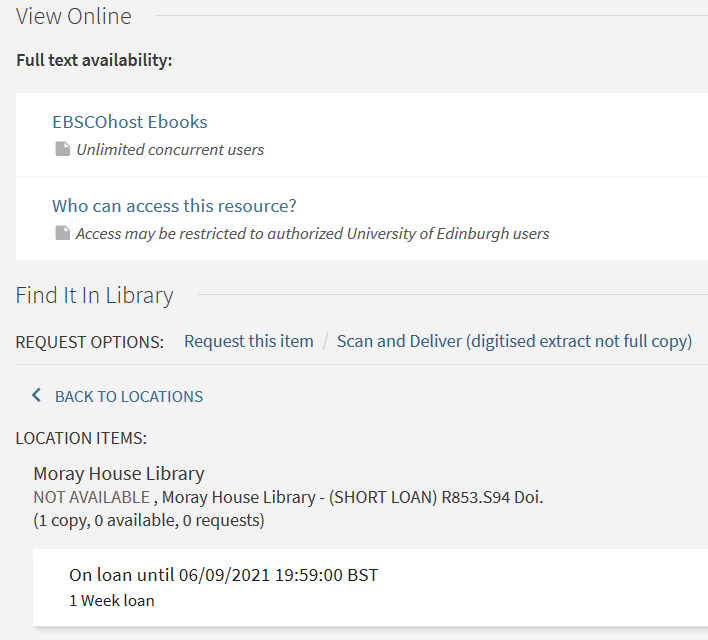 View Online
Full text availability:
EBSCOhost Ebooks
Unlimited concurrent users
Who can access this resource?
Access may be restricted to authorized University of Edinburgh users
Find It In Library
REQUEST OPTIONS: Request this item / Scan and Deliver (digitised extract not full copy)
BACK TO LOCATIONS
LOCATION ITEMS:
Moray House Library
NOT AVAILABLE , Moray House Library - (SHORT LOAN) R853.S94 Doi.
(1 copy, 0 available, 0 requests)
On loan until 06/09/2021 19:59:00 BST
1 Week loan